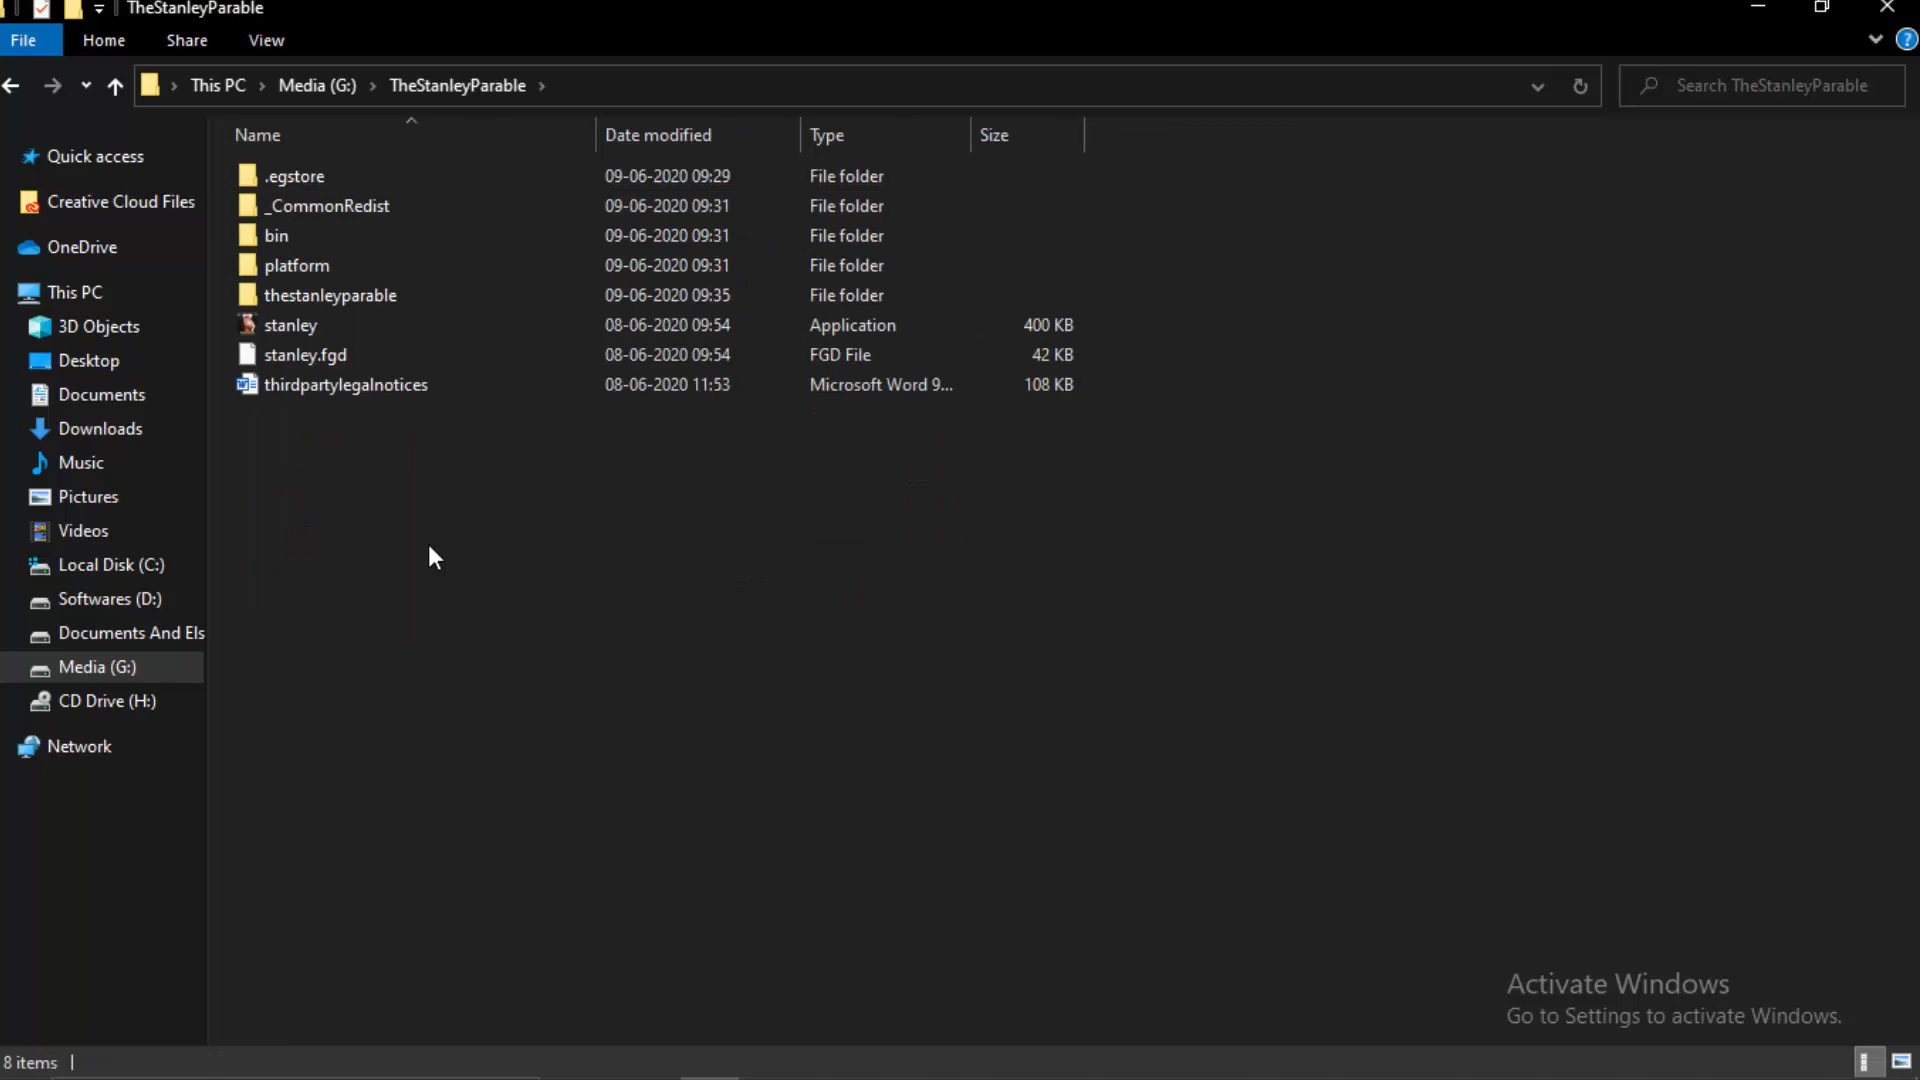 TheStanleyParable
File Home Share View
This PC Media (G:) TheStanleyParable
Search TheStanleyParable
Name Date modified Type Size
Quick access
Creative Cloud Files
OneDrive
This PC
3D Objects
Desktop
Documents
Downloads
Music
Pictures
Videos
Local Disk (C:)
Softwares (D:)
Documents And Els
Media (G:)
CD Drive (H:)
Network
.egstore 09-06-2020 09:29 File folder
_CommonRedist 09-06-2020 09:31 File folder
bin 09-06-2020 09:31 File folder
platform 09-06-2020 09:31 File folder
thestanleyparable 09-06-2020 09:35 File folder
stanley 08-06-2020 09:54 Application 400 KB
stanley.fgd 08-06-2020 09:54 FGD File 42 KB
thirdpartylegalnotices 08-06-2020 11:53 Microsoft Word 9... 108 KB
Activate Windows
Go to Settings to activate Windows.
8 items